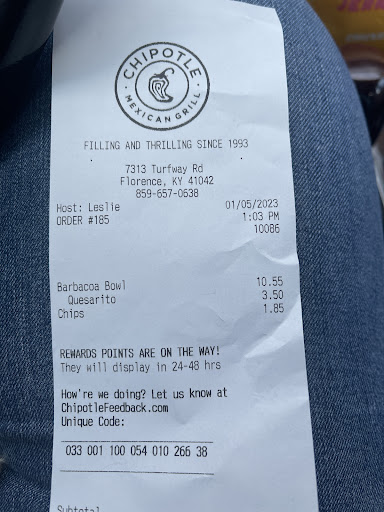 CHIPOTLE
MEXICAN GRILL
FILLING AND THRILLING SINCE 1993
7313 Turfway Rd
Florence, KY 41042
859-657-0638
Host: Leslie 01/05/2023
ORDER #185 1:03 PM
10086
Barbacoa Bowl 10.55
Quesarito 3.50
Chips 1.85
REWARDS POINTS ARE ON THE WAY!
They will display in 24-48 hrs
How're we doing? Let us know at
ChipotleFeedback.com
Unique Code:
033 001 100 054 010 266 38
Subtotal